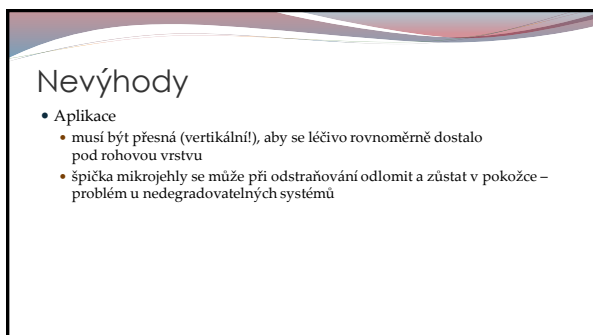 Nevýhody
• Aplikace
• musí být přesná (vertikální!), aby se léčivo rovnoměrně dostalo
pod rohovou vrstvu
• špička mikrojehly se může při odstraňování odlomit a zůstat v pokožce –
problém u nedegradovatelných systémů